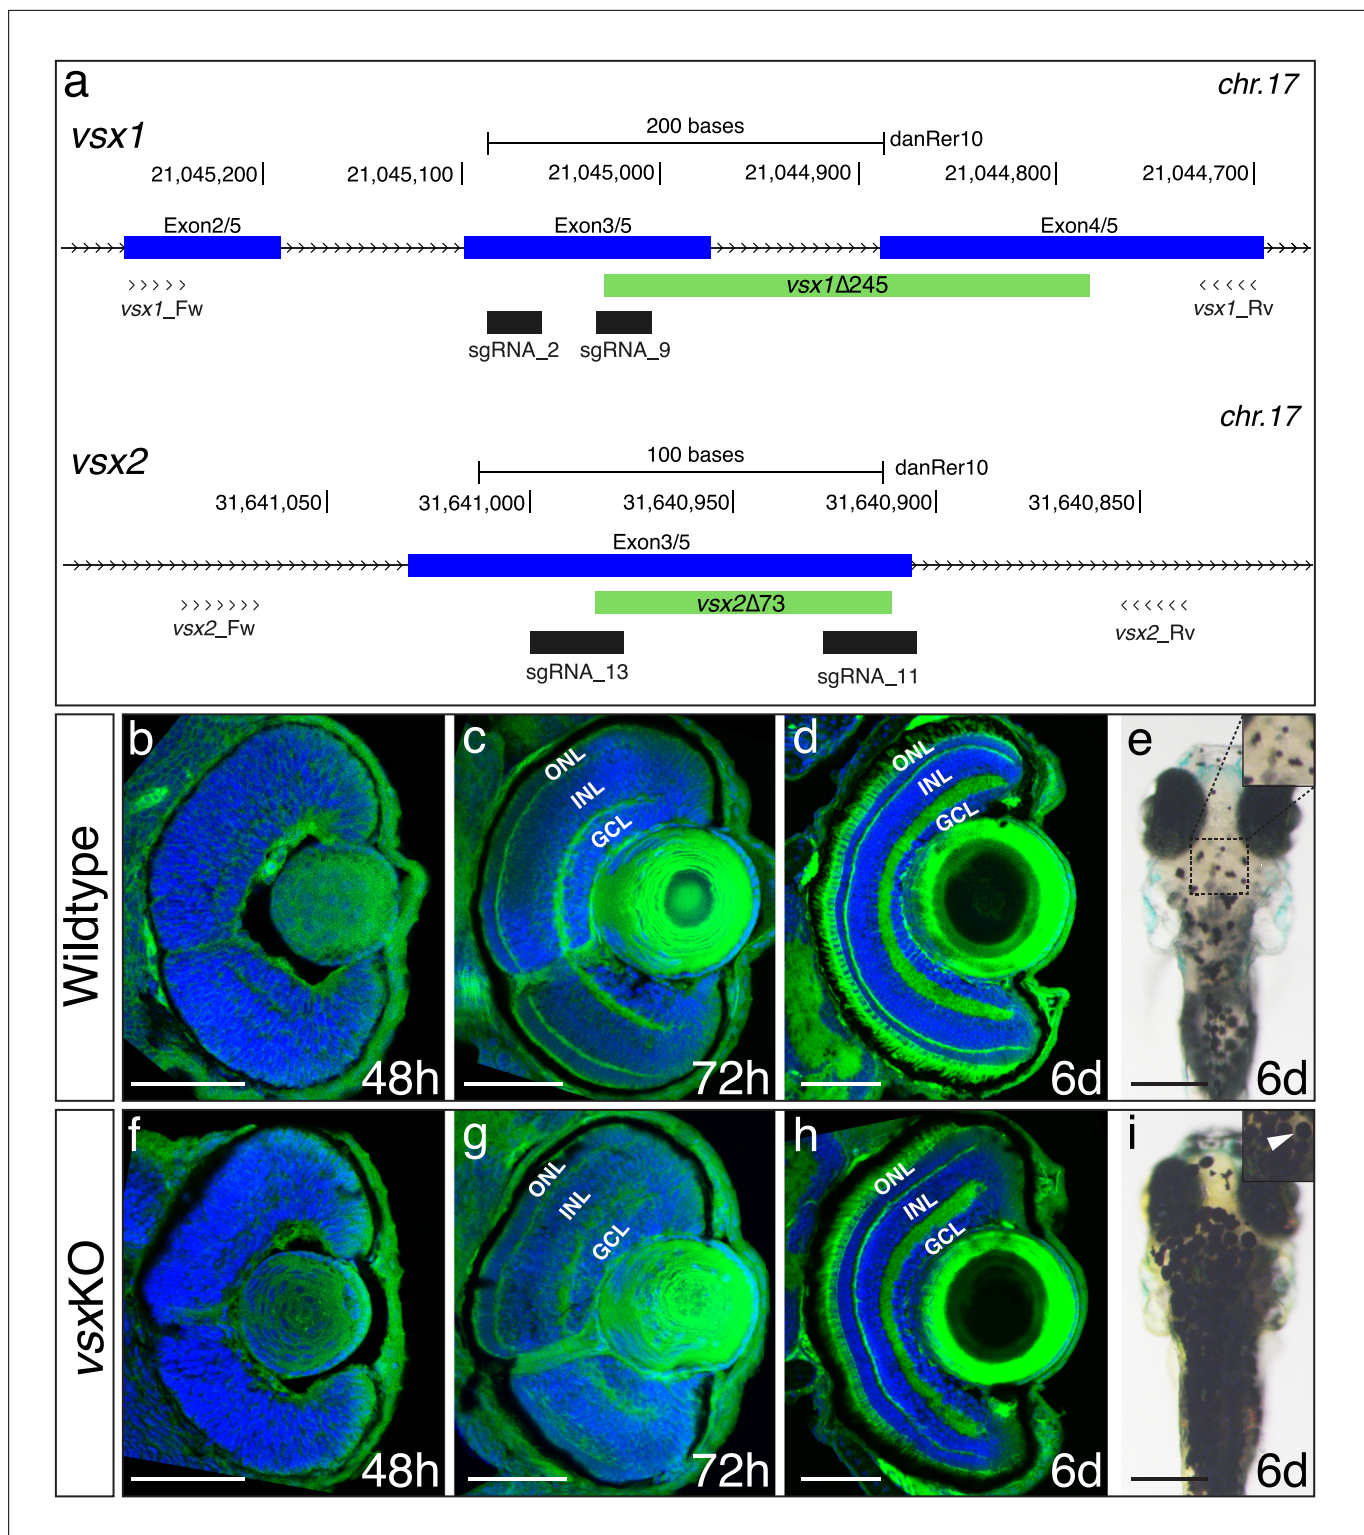 a
chr.17
vsx1
200 bases
danRer10
21,045,200 21,045,100 21,045,000 21,044,900 21,044,800 21,044,700
Exon2/5 Exon3/5 Exon4/5
vsx1Δ245
vsx1_Fw vsx1_Rv
sgRNA_2 sgRNA_9
chr.17
vsx2
100 bases
danRer10
31,641,050 31,641,000 31,640,950 31,640,900 31,640,850
Exon3/5
vsx2Δ73
vsx2_Fw vsx2_Rv
sgRNA_13 sgRNA_11
Wildtype
b
48h
c
ONL
INL
GCL
72h
d
ONL
INL
GCL
6d
e
6d
vsxKO
f
48h
g
ONL
INL
GCL
72h
h
ONL
INL
GCL
6d
i
6d